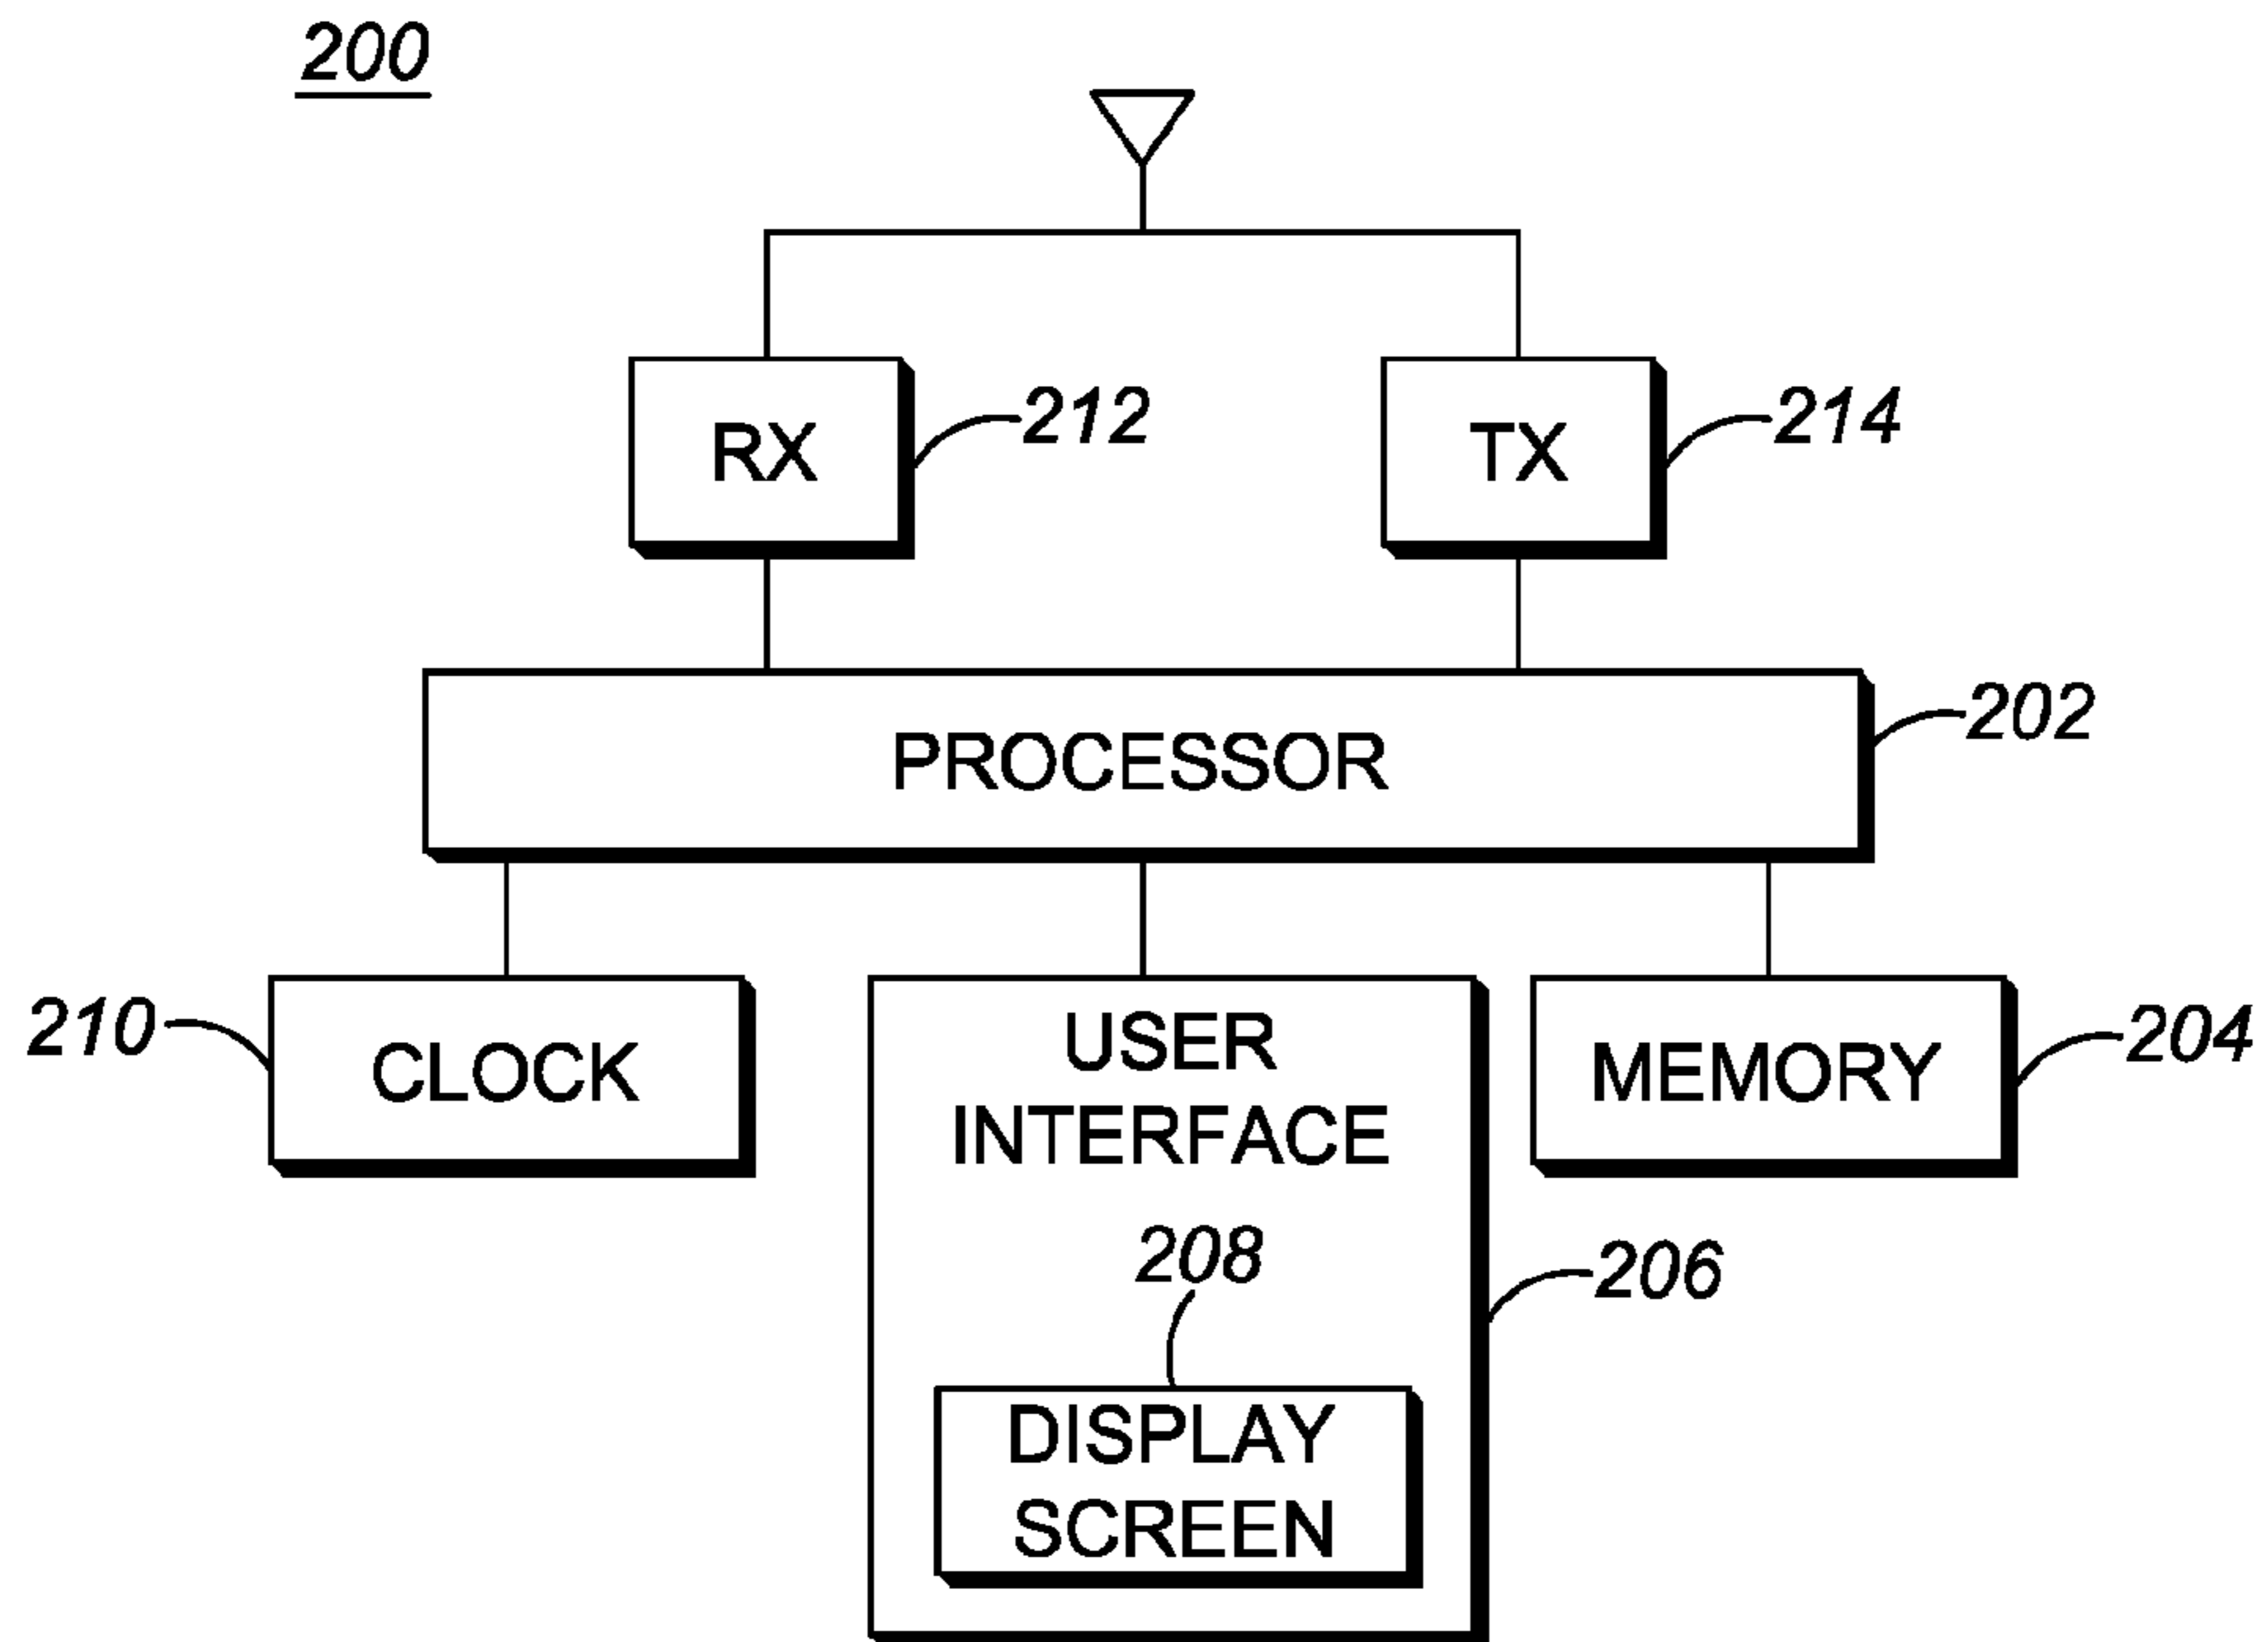 200
RX
212
TX
214
PROCESSOR
202
210
CLOCK
USER
INTERFACE
MEMORY
204
208
206
DISPLAY
SCREEN